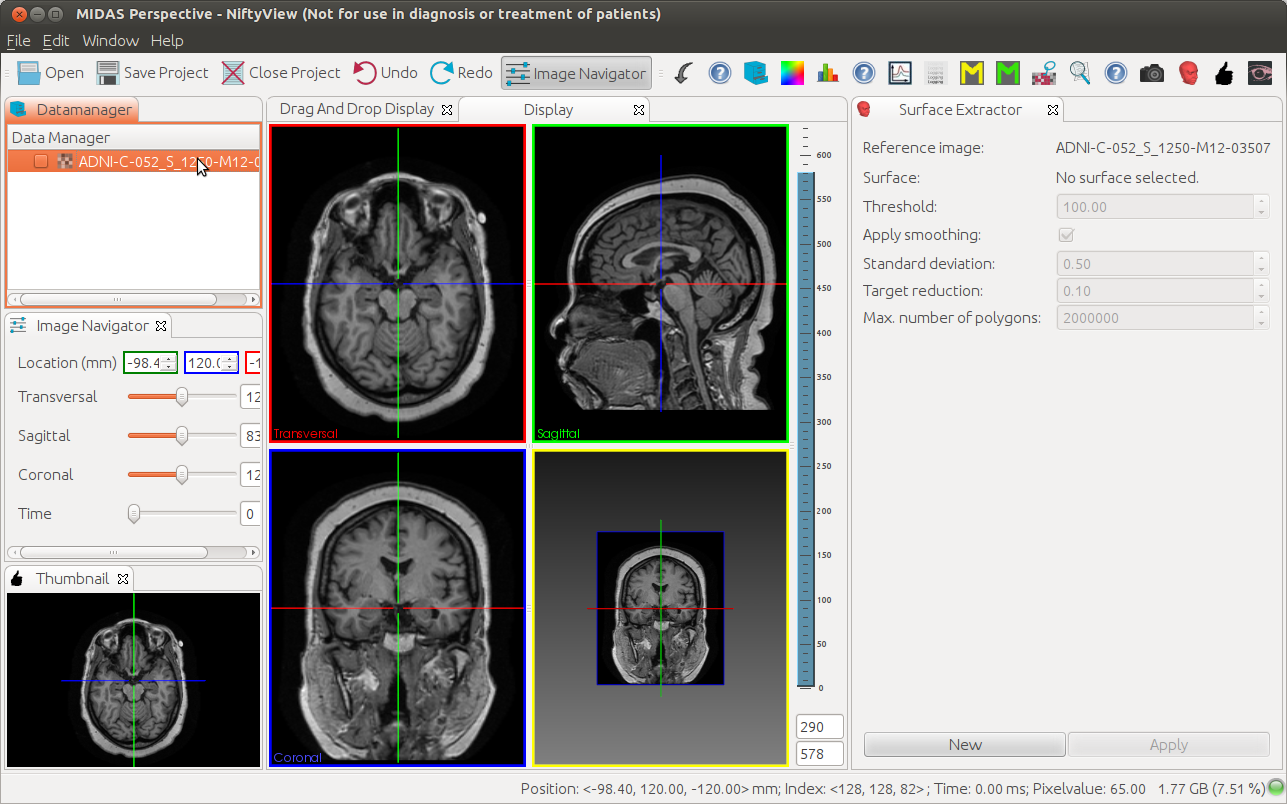 MIDAS Perspective - NiftyView (Not for use in diagnosis or treatment of patients)
File Edit Window Help
Open Save Project Close Project Undo Redo Image Navigator
Datamanager
Data Manager
ADNI-C-052_S_1250-M12-0
Image Navigator
Location (mm) -98.4 120.0 -1
Transversal 12
Sagittal 83
Coronal 12
Time 0
Thumbnail
Drag And Drop Display Display
Transversal
Sagittal
Coronal
600
550
500
450
400
350
300
250
200
150
100
50
0
290
578
Surface Extractor
Reference image: ADNI-C-052_S_1250-M12-03507
Surface: No surface selected.
Threshold: 100.00
Apply smoothing:
Standard deviation: 0.50
Target reduction: 0.10
Max. number of polygons: 2000000
New Apply
Position: <-98.40, 120.00, -120.00> mm; Index: <128, 128, 82> ; Time: 0.00 ms; Pixelvalue: 65.00 1.77 GB (7.51 %)